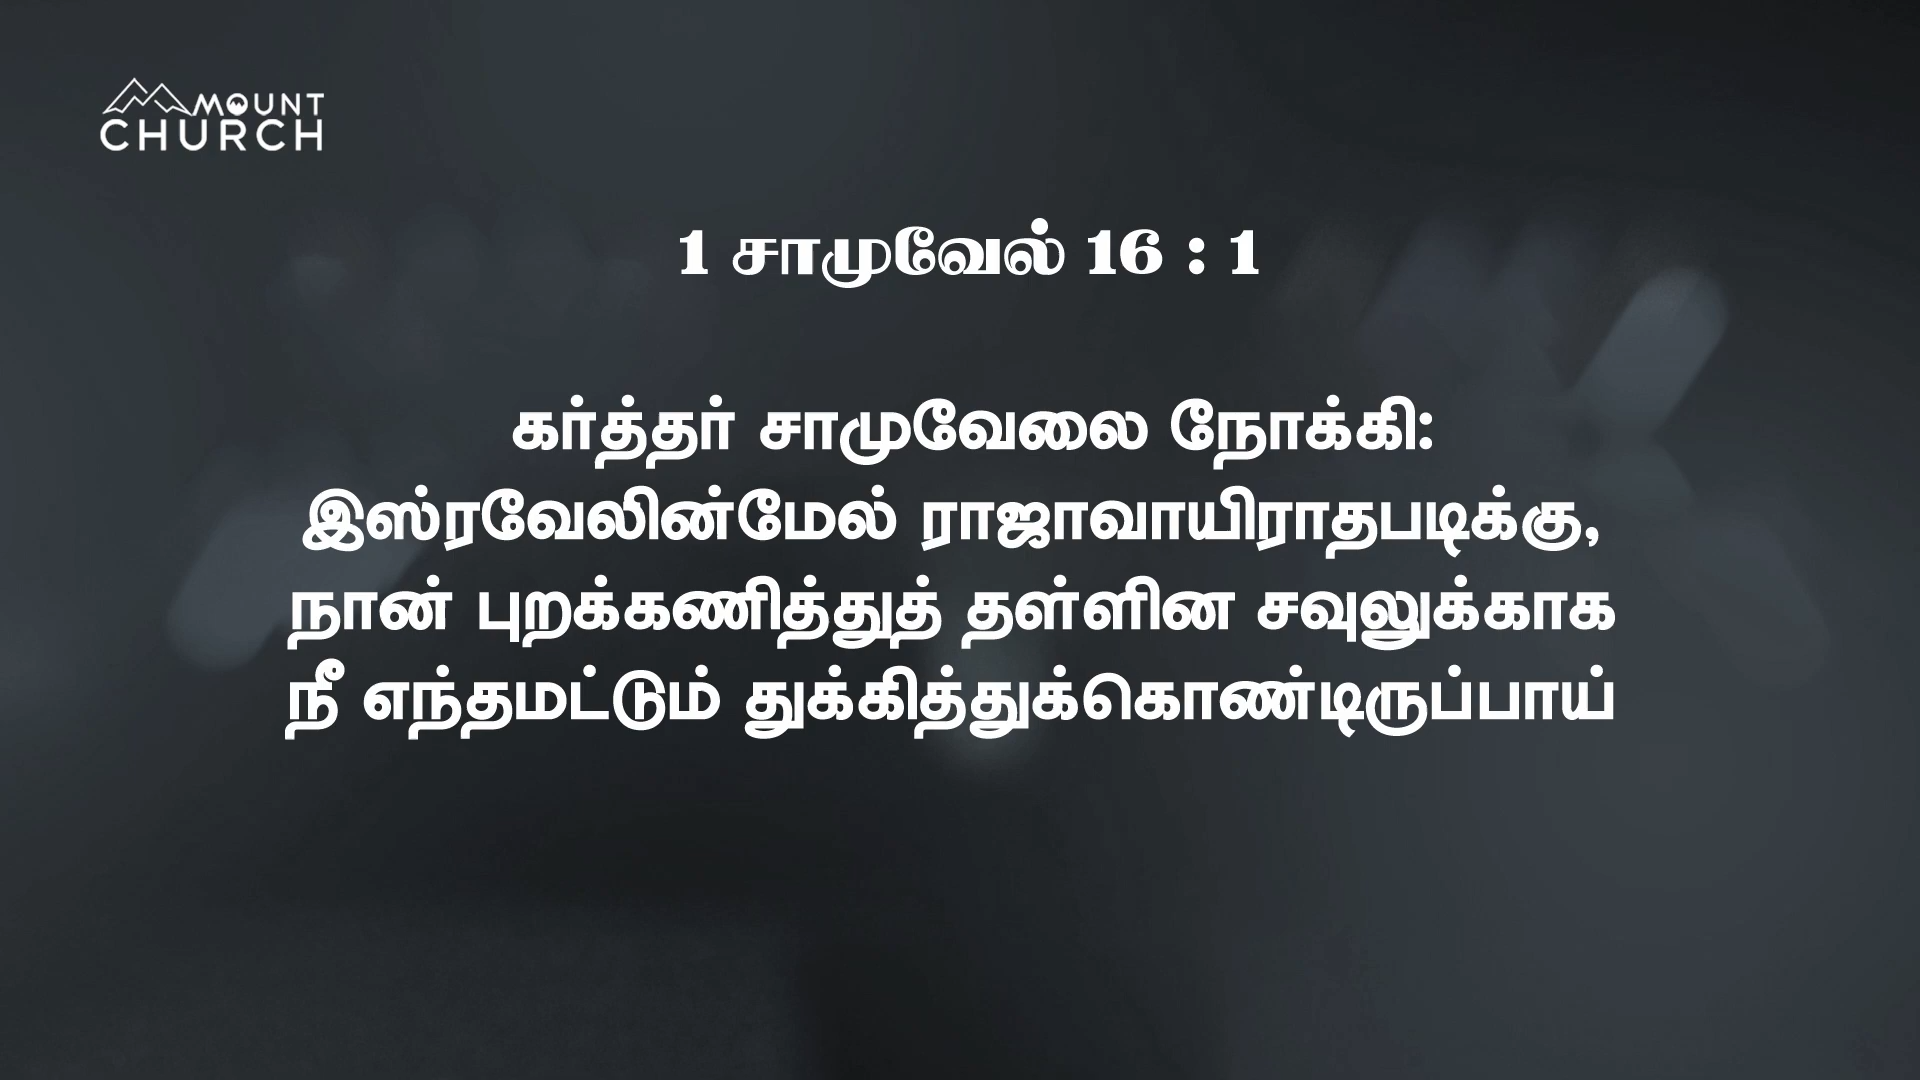 MOUNT
CHURCH
1 சாமுவேல் 16 : 1
கர்த்தர் சாமுவேலை நோக்கி:
இஸ்ரவேலின்மேல் ராஜாவாயிராதபடிக்கு,
நான் புறக்கணித்துத் தள்ளின சவுலுக்காக
நீ எந்தமட்டும் துக்கித்துக்கொண்டிருப்பாய்